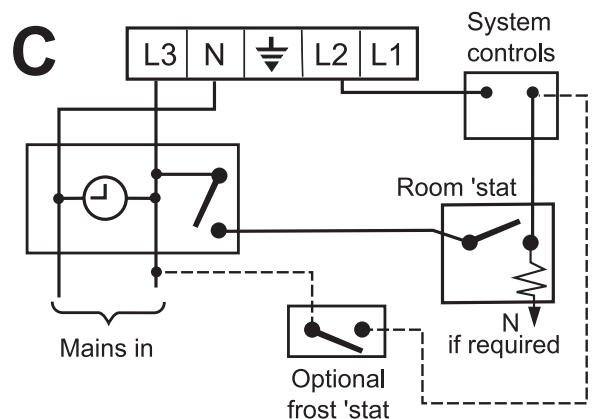 C
L3 N L2 L1
System
controls
Room 'stat
N
if required
Mains in
Optional
frost 'stat